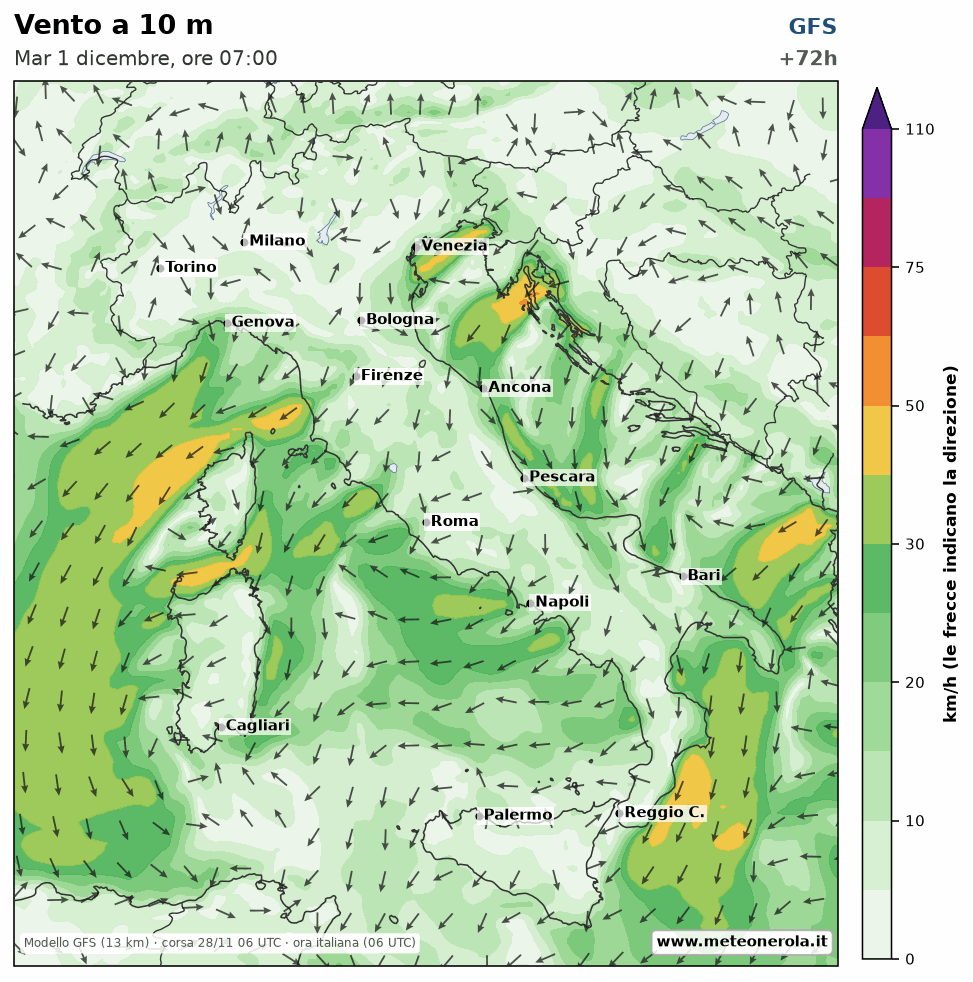 Vento a 10 m
GFS
Mar 1 dicembre, ore 07:00
+72h
Milano
Venezia
Torino
Genova
Bologna
Firenze
Ancona
Pescara
Roma
Bari
Napoli
Cagliari
Palermo
Reggio C.
Modello GFS (13 km) · corsa 28/11 06 UTC · ora italiana (06 UTC)
www.meteonerola.it
110
75
50
30
20
10
0
km/h (le frecce indicano la direzione)